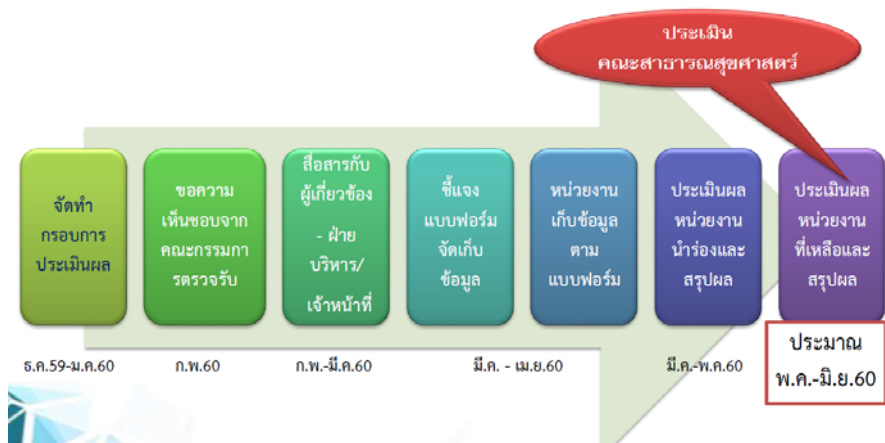 ประเมิน
คณะสาธารณสุขศาสตร์
จัดทำ
กรอบการ
ประเมินผล
ขอความ
เห็นชอบจาก
คณะกรรมกา
รตรวจรับ
สื่อสารกับ
ผู้เกี่ยวข้อง
- ฝ่าย
บริหาร/
เจ้าหน้าที่
ชี้แจง
แบบฟอร์ม
จัดเก็บ
ข้อมูล
หน่วยงาน
เก็บข้อมูล
ตาม
แบบฟอร์ม
ประเมินผล
หน่วยงาน
นำร่องและ
สรุปผล
ประเมินผล
หน่วยงาน
ที่เหลือและ
สรุปผล
ธ.ค.59-ม.ค.60
ก.พ.60
ก.พ.-มี.ค.60
มี.ค. - เม.ย.60
มี.ค.-พ.ค.60
ประมาณ
พ.ค.-มิ.ย.60